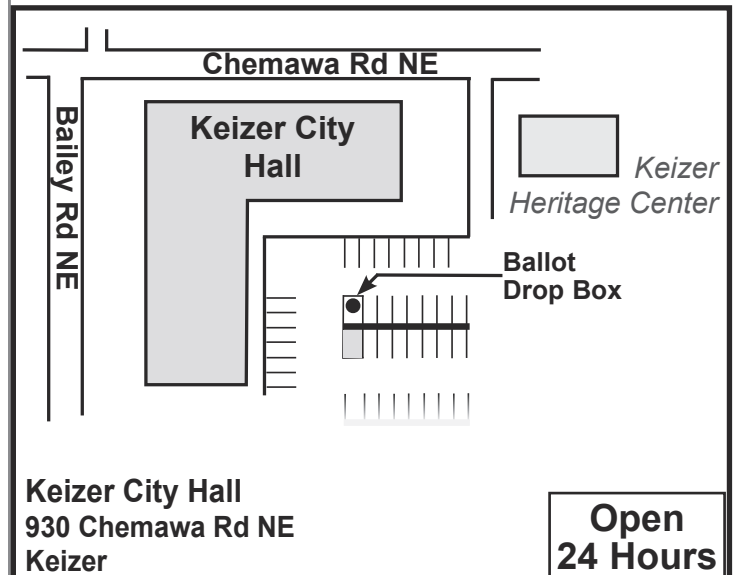 Chemawa Rd NE
Bailey Rd NE
Keizer City
Hall
Keizer
Heritage Center
Ballot
Drop Box
Keizer City Hall
930 Chemawa Rd NE
Keizer
Open
24 Hours